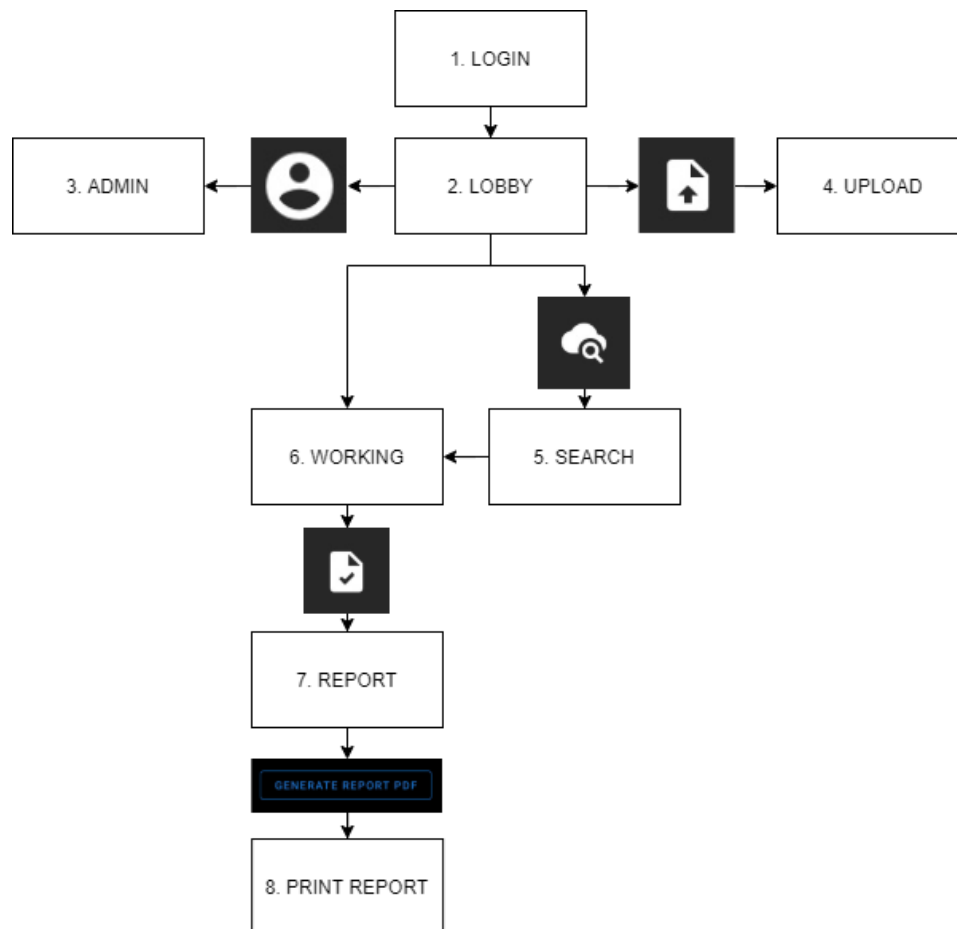 1. LOGIN
3. ADMIN
2. LOBBY
4. UPLOAD
6. WORKING
5. SEARCH
7. REPORT
GENERATE REPORT PDF
8. PRINT REPORT